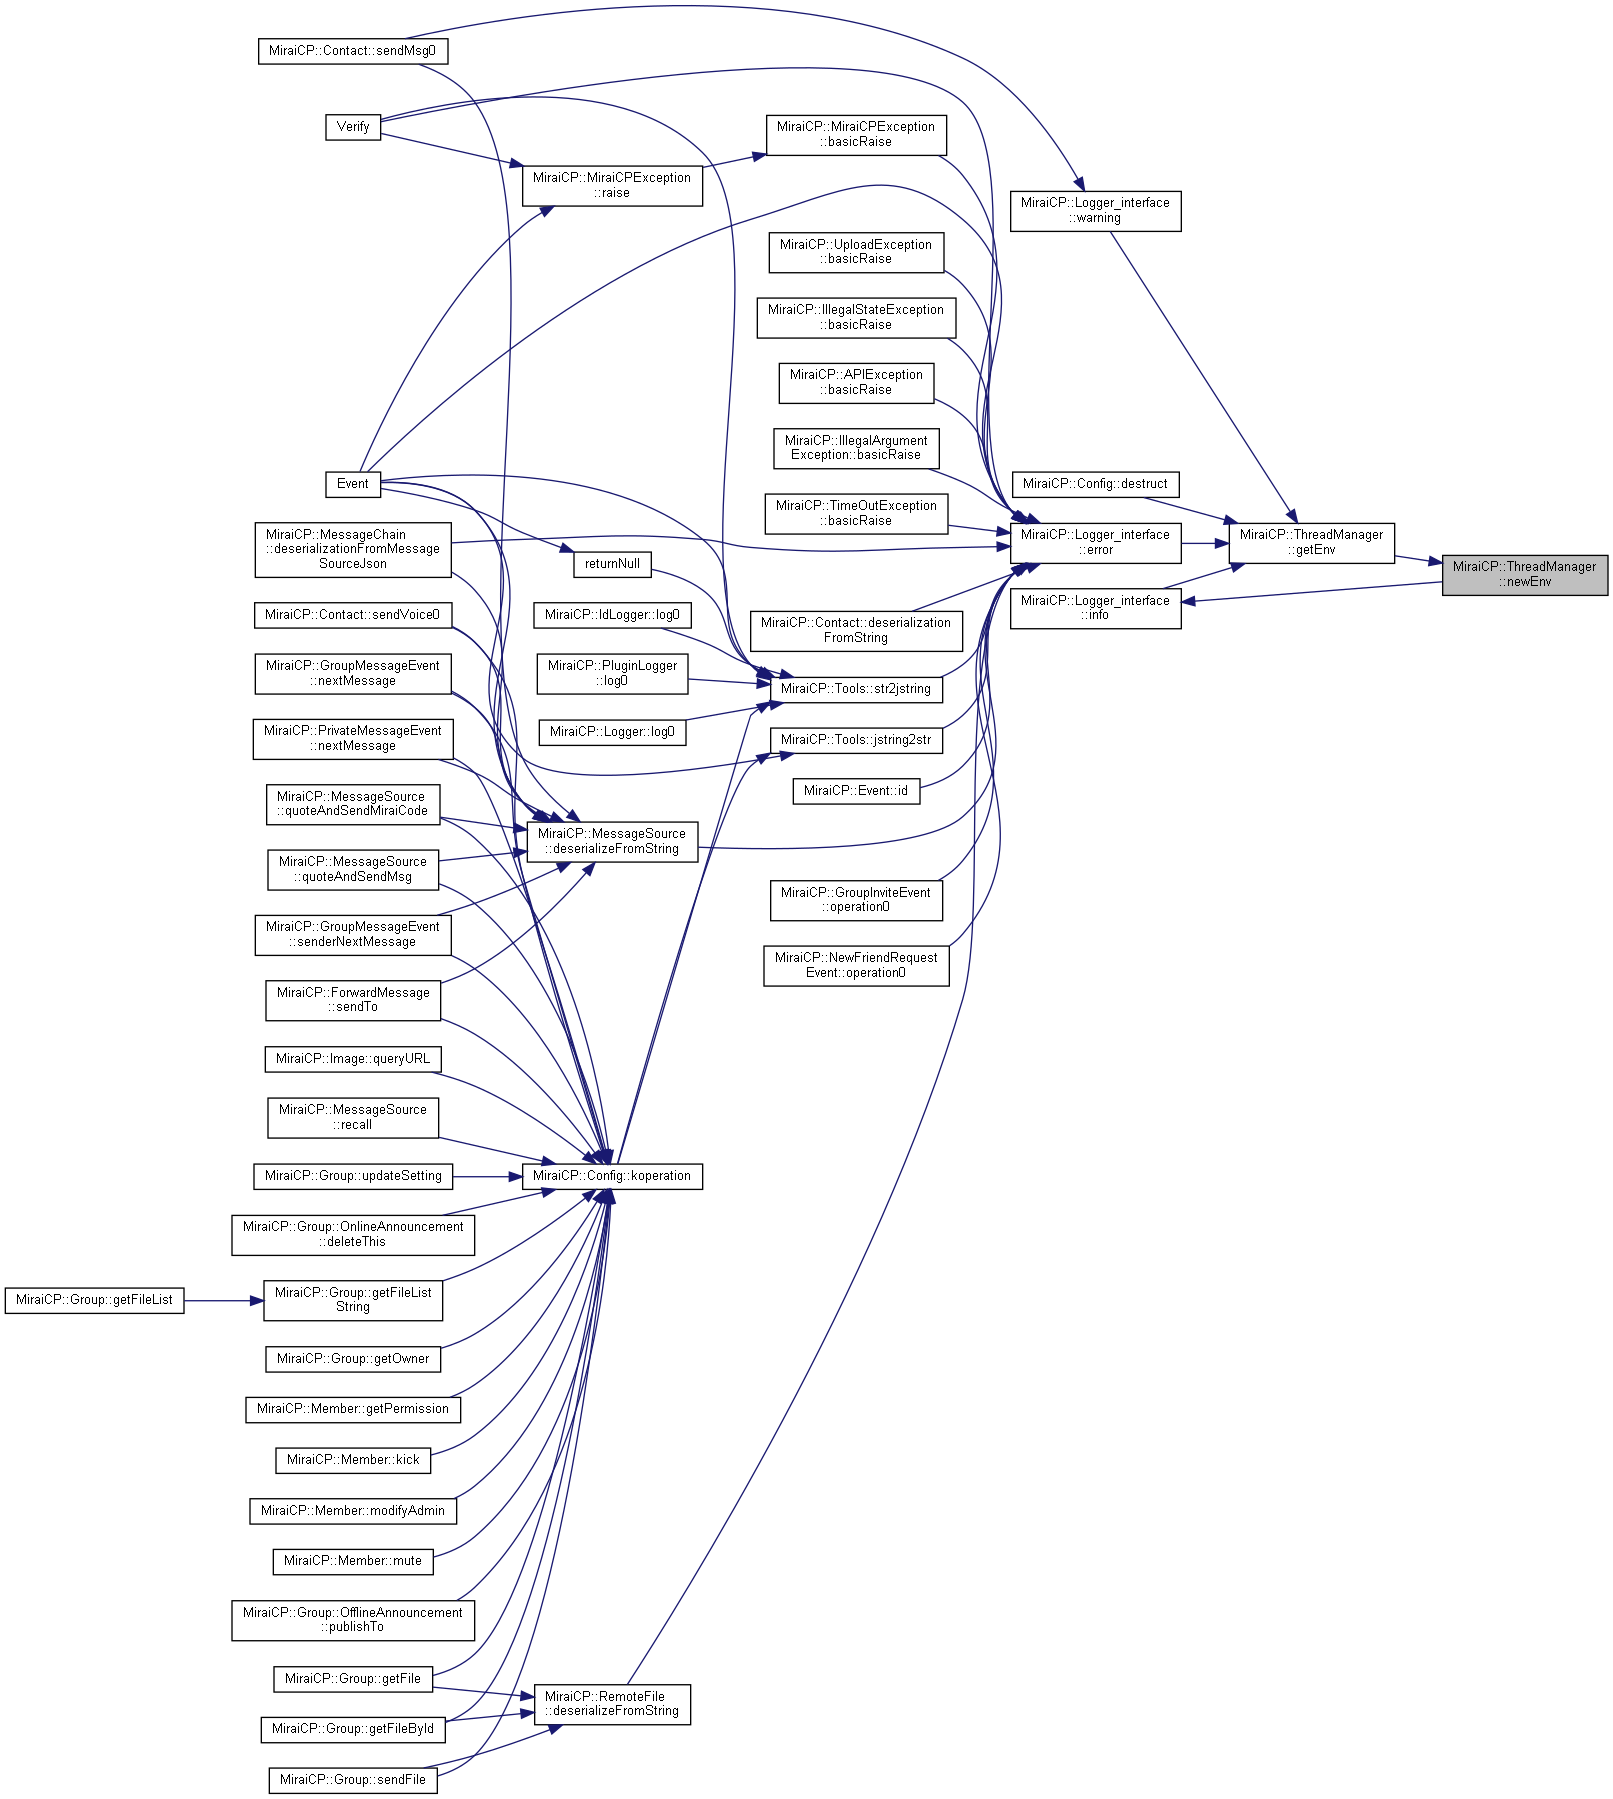 MiraiCP::Contact::sendMsg0
Verify
MiraiCP::MiraiCPException
::basicRaise
MiraiCP::MiraiCPException
::raise
MiraiCP::Logger_interface
::warning
MiraiCP::UploadException
::basicRaise
MiraiCP::IllegalStateException
::basicRaise
MiraiCP::APIException
::basicRaise
MiraiCP::IllegalArgument
Exception::basicRaise
Event
MiraiCP::Config::destruct
MiraiCP::TimeOutException
::basicRaise
MiraiCP::MessageChain
::deserializationFromMessage
SourceJson
MiraiCP::Logger_interface
::error
MiraiCP::ThreadManager
::getEnv
returnNull
MiraiCP::ThreadManager
::newEnv
MiraiCP::Logger_interface
::info
MiraiCP::Contact::sendVoice0
MiraiCP::IdLogger::log0
MiraiCP::Contact::deserialization
FromString
MiraiCP::GroupMessageEvent
::nextMessage
MiraiCP::PluginLogger
::log0
MiraiCP::Tools::str2jstring
MiraiCP::PrivateMessageEvent
::nextMessage
MiraiCP::Logger::log0
MiraiCP::Tools::jstring2str
MiraiCP::Event::id
MiraiCP::MessageSource
::quoteAndSendMiraiCode
MiraiCP::MessageSource
::deserializeFromString
MiraiCP::MessageSource
::quoteAndSendMsg
MiraiCP::GroupInviteEvent
::operation0
MiraiCP::GroupMessageEvent
::senderNextMessage
MiraiCP::NewFriendRequest
Event::operation0
MiraiCP::ForwardMessage
::sendTo
MiraiCP::Image::queryURL
MiraiCP::MessageSource
::recall
MiraiCP::Group::updateSetting
MiraiCP::Config::koperation
MiraiCP::Group::OnlineAnnouncement
::deleteThis
MiraiCP::Group::getFileList
MiraiCP::Group::getFileList
String
MiraiCP::Group::getOwner
MiraiCP::Member::getPermission
MiraiCP::Member::kick
MiraiCP::Member::modifyAdmin
MiraiCP::Member::mute
MiraiCP::Group::OfflineAnnouncement
::publishTo
MiraiCP::Group::getFile
MiraiCP::RemoteFile
::deserializeFromString
MiraiCP::Group::getFileById
MiraiCP::Group::sendFile